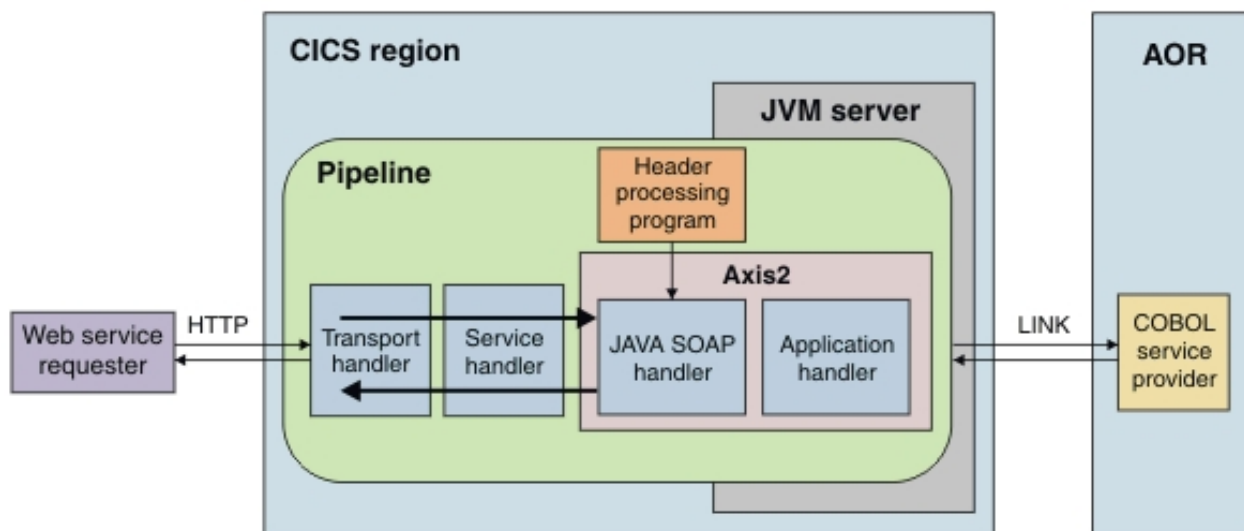 CICS region
AOR
JVM server
Pipeline
Header
processing
program
Axis2
Web service
requester
HTTP
Transport
handler
Service
handler
JAVA SOAP
handler
Application
handler
LINK
COBOL
service
provider